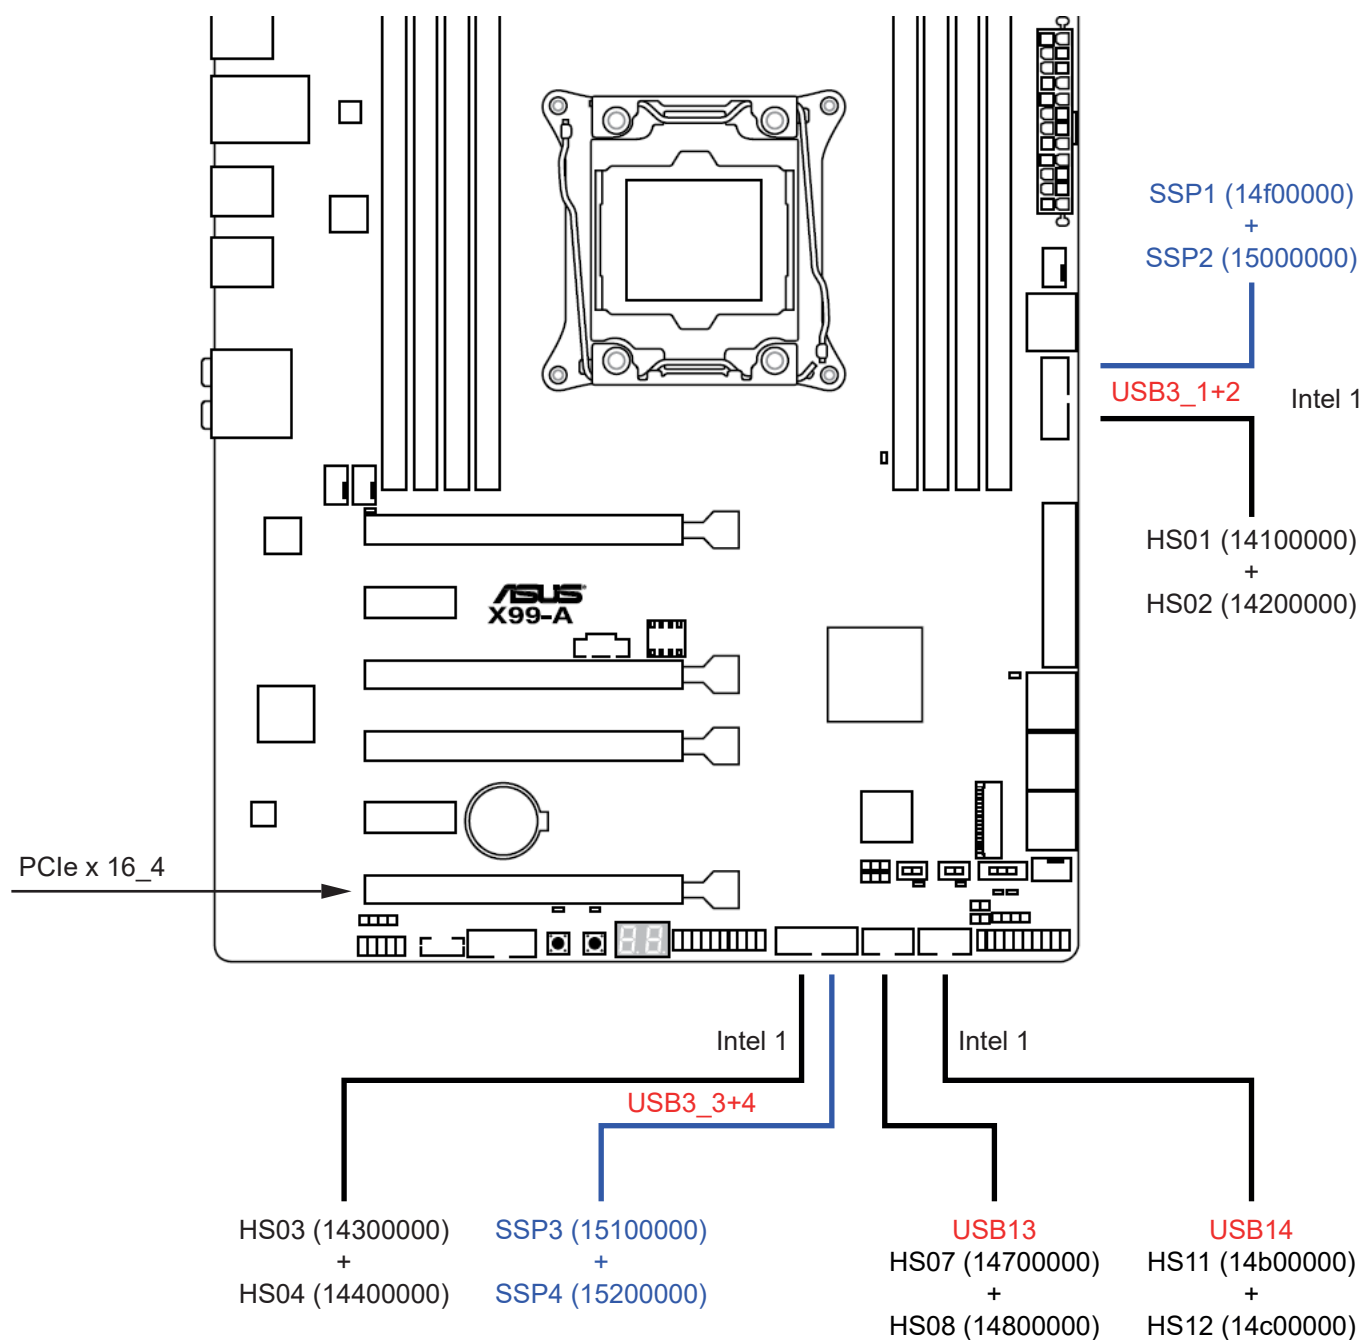 SSP1 (14f00000)
+
SSP2 (15000000)
USB3_1+2
Intel 1
HS01 (14100000)
+
HS02 (14200000)
ASUS
X99-A
PCIe x 16_4
88
Intel 1
Intel 1
USB3_3+4
HS03 (14300000)
+
HS04 (14400000)
SSP3 (15100000)
+
SSP4 (15200000)
USB13
HS07 (14700000)
+
HS08 (14800000)
USB14
HS11 (14b00000)
+
HS12 (14c00000)